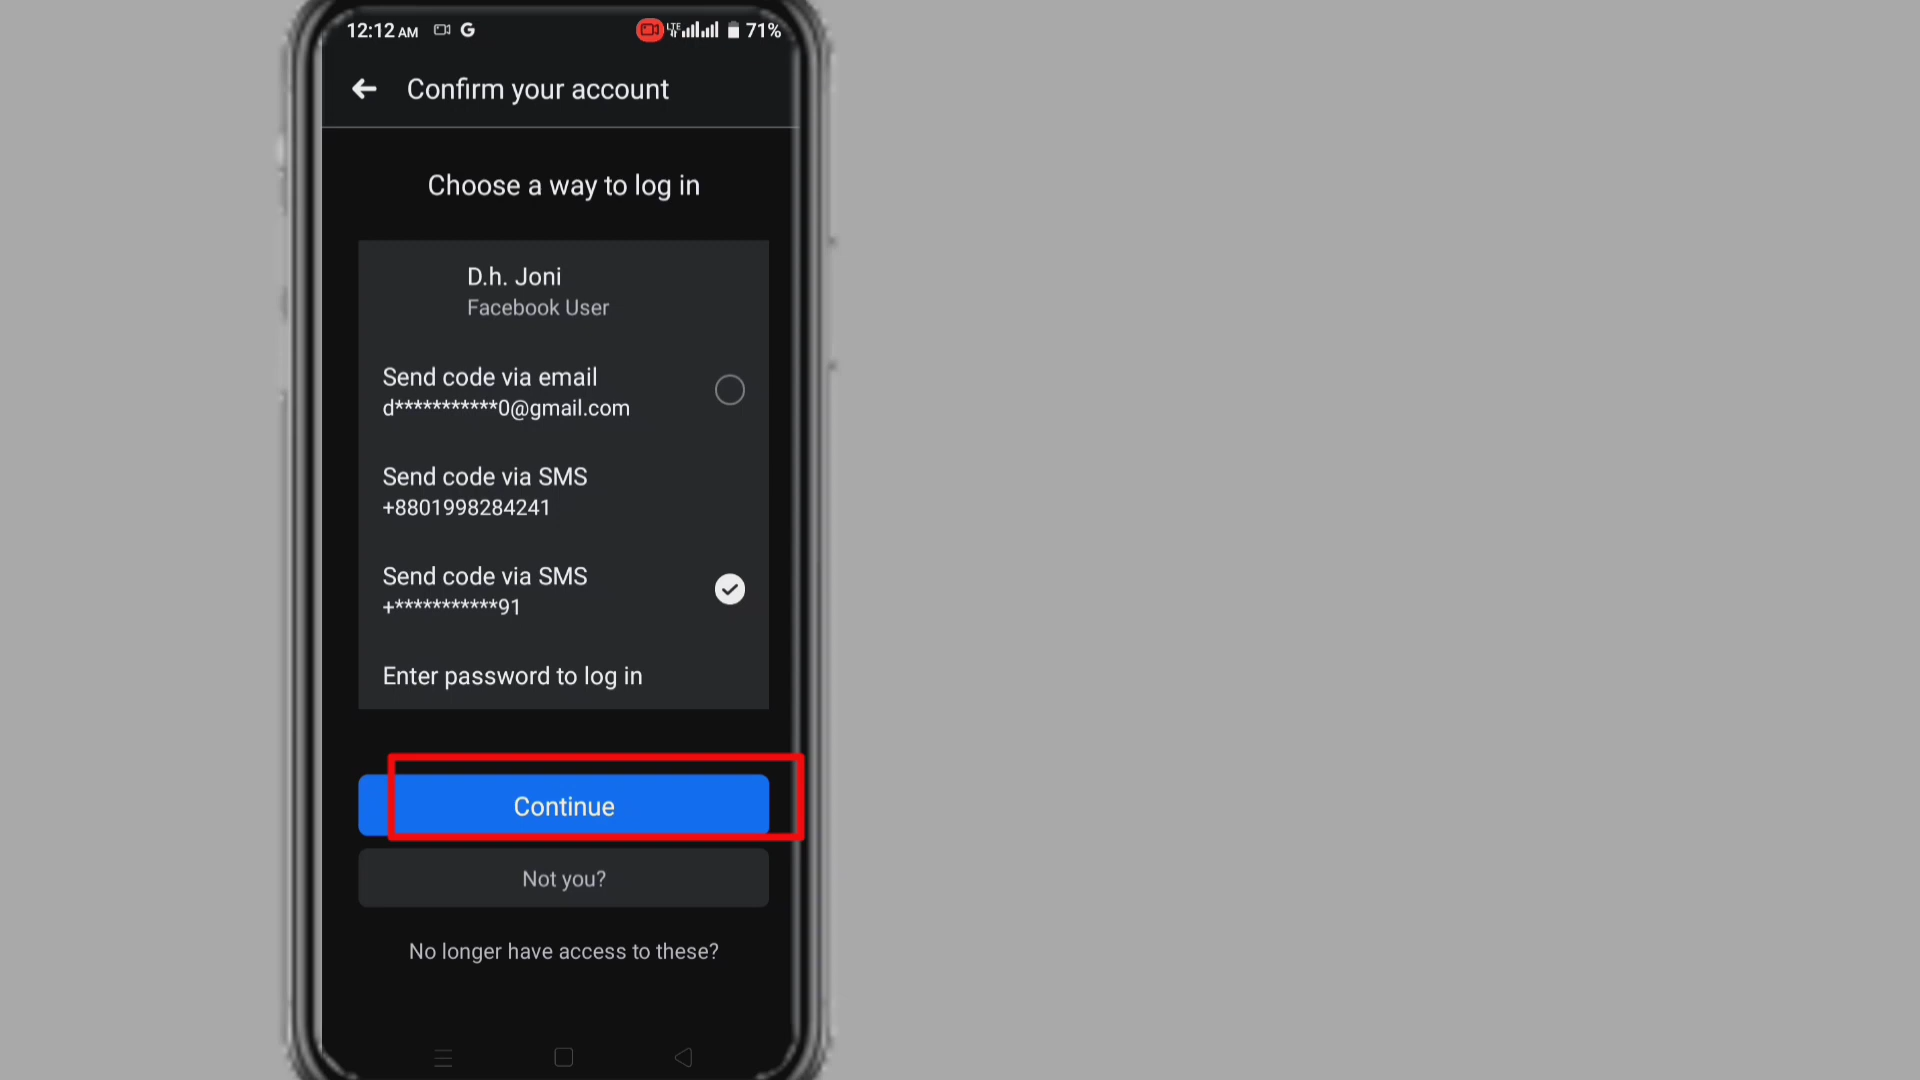 12:12 AM G LTE 71%
Confirm your account
Choose a way to log in
D.h. Joni
Facebook User
Send code via email
d***********0@gmail.com
Send code via SMS
+8801998284241
Send code via SMS
+***********91
Enter password to log in
Continue
Not you?
No longer have access to these?